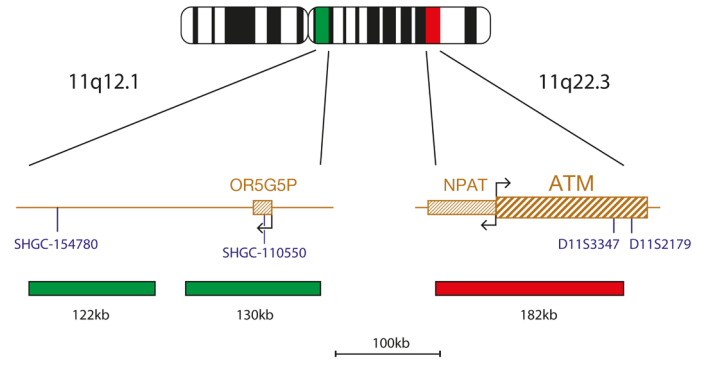 11q12.1
11q22.3
OR5G5P
NPAT
ATM
SHGC-154780
SHGC-110550
D11S3347
D11S2179
122kb
130kb
182kb
100kb